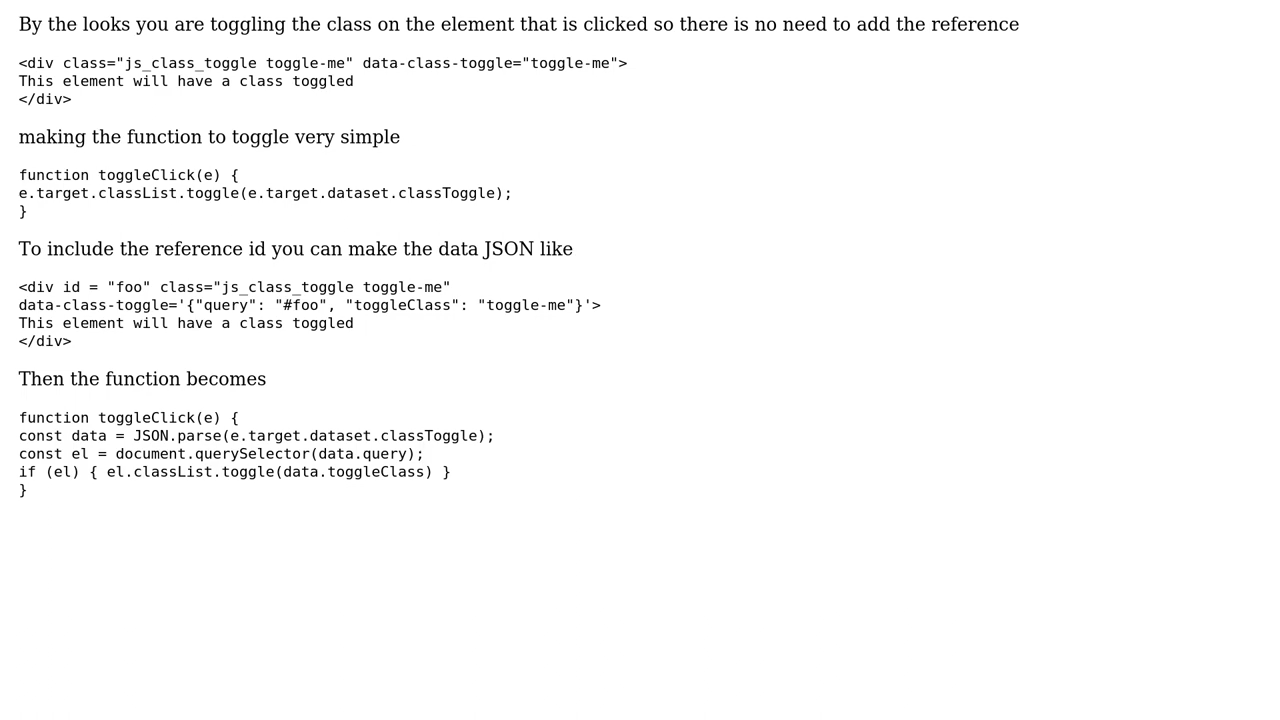 By the looks you are toggling the class on the element that is clicked so there is no need to add the reference
<div class="js_class_toggle toggle-me" data-class-toggle="toggle-me">
This element will have a class toggled
</div>
making the function to toggle very simple
function toggleClick(e) {
e.target.classList.toggle(e.target.dataset.classToggle);
}
To include the reference id you can make the data JSON like
<div id = "foo" class="js_class_toggle toggle-me"
data-class-toggle='{"query": "#foo", "toggleClass": "toggle-me"}'>
This element will have a class toggled
</div>
Then the function becomes
function toggleClick(e) {
const data = JSON.parse(e.target.dataset.classToggle);
const el = document.querySelector(data.query);
if (el) { el.classList.toggle(data.toggleClass) }
}